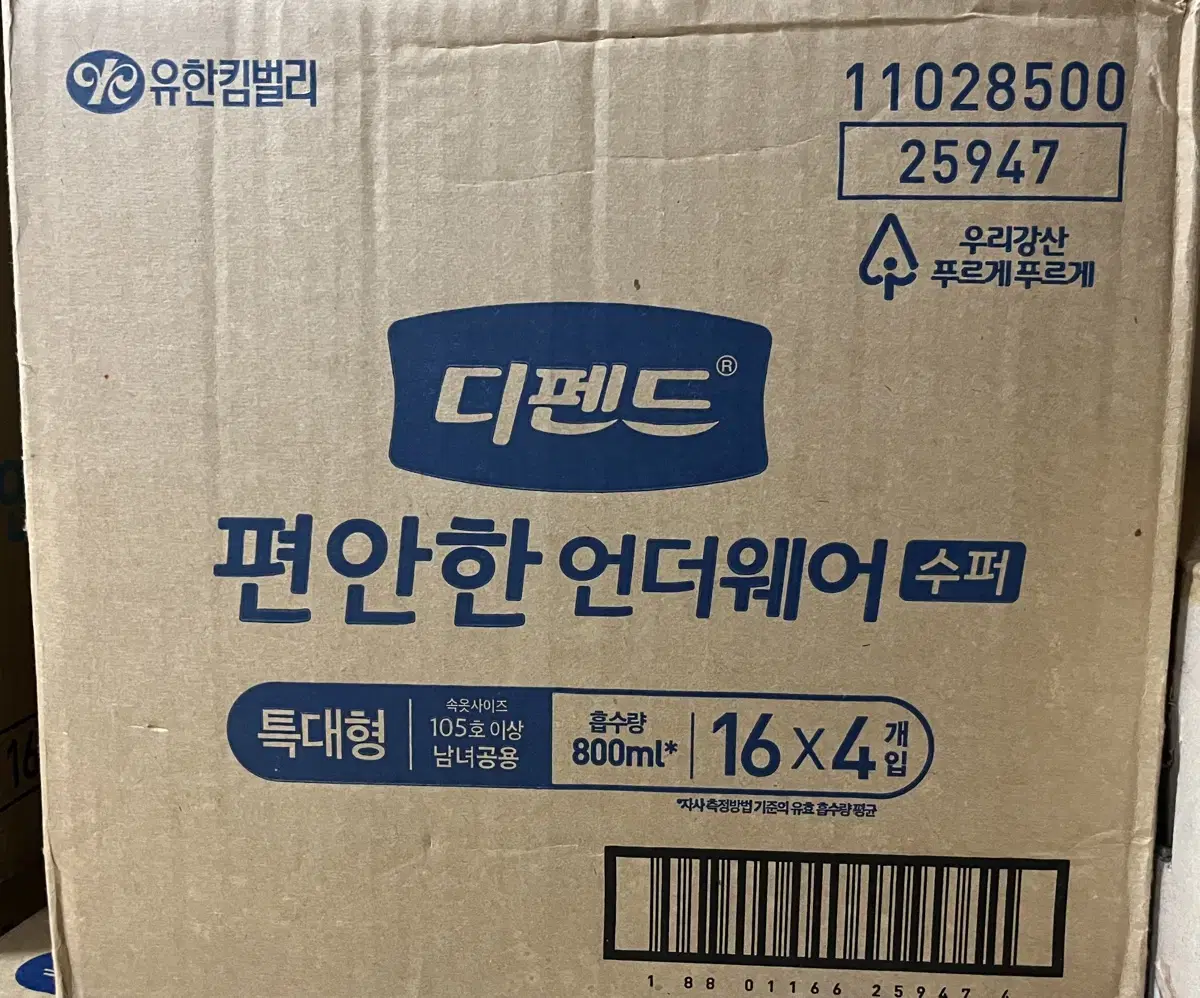 유한킴벌리
11028500
25947
우리강산
푸르게푸르게
디펜드®
편안한 언더웨어 수퍼
특대형
속옷사이즈
105호 이상
남녀공용
흡수량
800ml*
16 X 4 개입
*자사 측정방법 기준의 유효 흡수량 평균
1 88 01166 25947 4